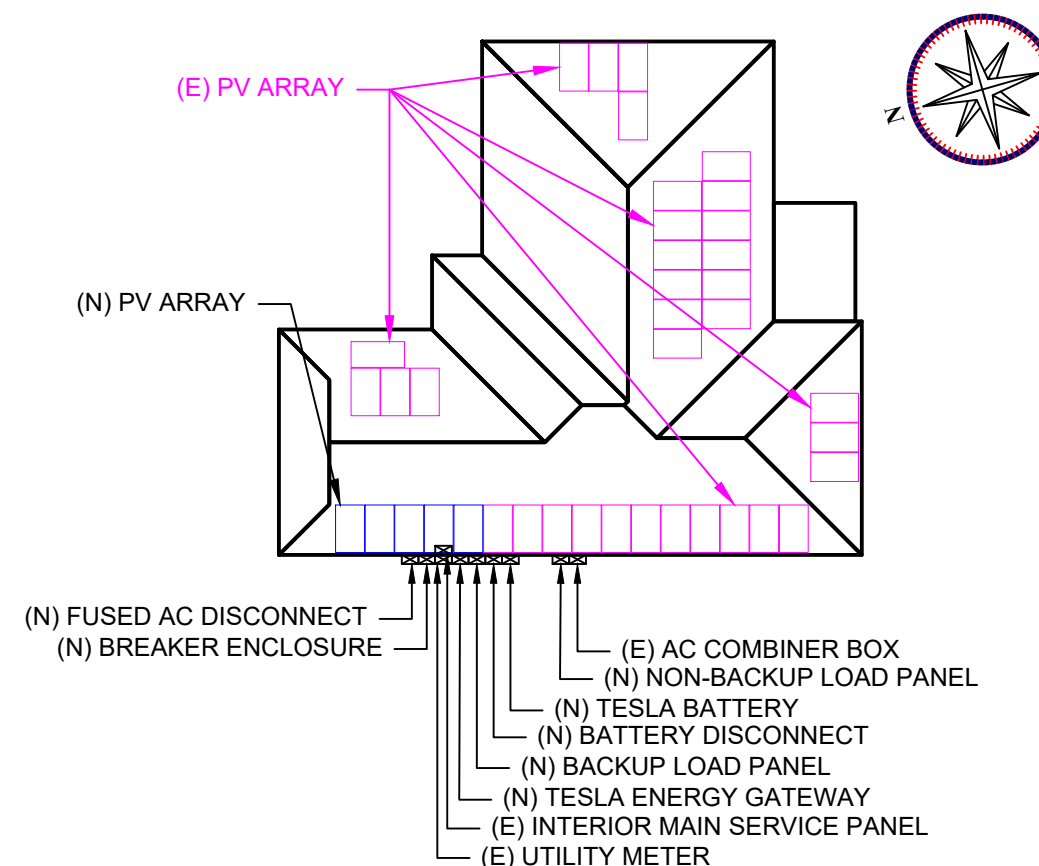 (E) PV ARRAY
N
(N) PV ARRAY
(N) FUSED AC DISCONNECT
(N) BREAKER ENCLOSURE
(E) AC COMBINER BOX
(N) NON-BACKUP LOAD PANEL
(N) TESLA BATTERY
(N) BATTERY DISCONNECT
(N) BACKUP LOAD PANEL
(N) TESLA ENERGY GATEWAY
(E) INTERIOR MAIN SERVICE PANEL
(E) UTILITY METER